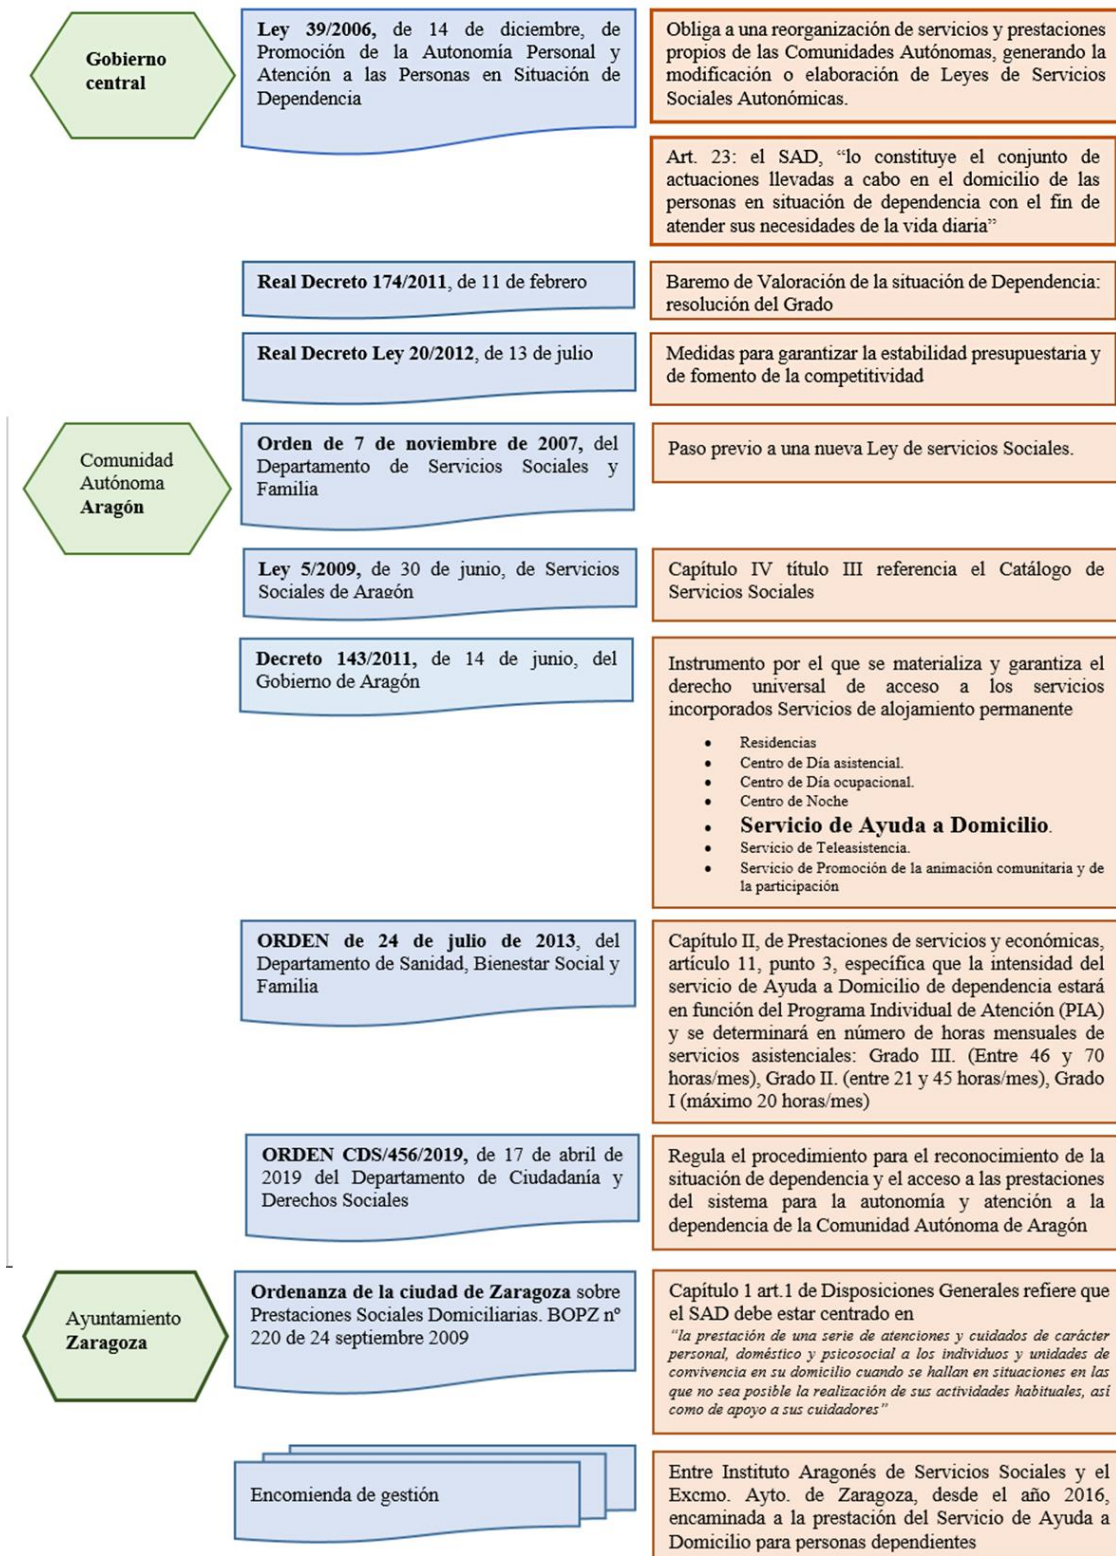 Gobierno
central
Ley 39/2006, de 14 de diciembre, de
Promoción de la Autonomía Personal y
Atención a las Personas en Situación de
Dependencia
Obliga a una reorganización de servicios y prestaciones
propios de las Comunidades Autónomas, generando la
modificación o elaboración de Leyes de Servicios
Sociales Autonómicas.
Art. 23: el SAD, “lo constituye el conjunto de
actuaciones llevadas a cabo en el domicilio de las
personas en situación de dependencia con el fin de
atender sus necesidades de la vida diaria”
Real Decreto 174/2011, de 11 de febrero
Baremo de Valoración de la situación de Dependencia:
resolución del Grado
Real Decreto Ley 20/2012, de 13 de julio
Medidas para garantizar la estabilidad presupuestaria y
de fomento de la competitividad
Comunidad
Autónoma
Aragón
Orden de 7 de noviembre de 2007, del
Departamento de Servicios Sociales y
Familia
Paso previo a una nueva Ley de servicios Sociales.
Ley 5/2009, de 30 de junio, de Servicios
Sociales de Aragón
Capítulo IV título III referencia el Catálogo de
Servicios Sociales
Decreto 143/2011, de 14 de junio, del
Gobierno de Aragón
Instrumento por el que se materializa y garantiza el
derecho universal de acceso a los servicios
incorporados Servicios de alojamiento permanente
• Residencias
• Centro de Día asistencial.
• Centro de Día ocupacional.
• Centro de Noche
• Servicio de Ayuda a Domicilio.
• Servicio de Teleasistencia.
• Servicio de Promoción de la animación comunitaria y de
la participación
ORDEN de 24 de julio de 2013, del
Departamento de Sanidad, Bienestar Social y
Familia
Capítulo II, de Prestaciones de servicios y económicas,
artículo 11, punto 3, específica que la intensidad del
servicio de Ayuda a Domicilio de dependencia estará
en función del Programa Individual de Atención (PIA)
y se determinará en número de horas mensuales de
servicios asistenciales: Grado III. (Entre 46 y 70
horas/mes), Grado II. (entre 21 y 45 horas/mes), Grado
I (máximo 20 horas/mes)
ORDEN CDS/456/2019, de 17 de abril de
2019 del Departamento de Ciudadanía y
Derechos Sociales
Regula el procedimiento para el reconocimiento de la
situación de dependencia y el acceso a las prestaciones
del sistema para la autonomía y atención a la
dependencia de la Comunidad Autónoma de Aragón
Ayuntamiento
Zaragoza
Ordenanza de la ciudad de Zaragoza sobre
Prestaciones Sociales Domiciliarias. BOPZ nº
220 de 24 septiembre 2009
Capítulo 1 art.1 de Disposiciones Generales refiere que
el SAD debe estar centrado en
“la prestación de una serie de atenciones y cuidados de carácter
personal, doméstico y psicosocial a los individuos y unidades de
convivencia en su domicilio cuando se hallan en situaciones en las
que no sea posible la realización de sus actividades habituales, así
como de apoyo a sus cuidadores”
Encomienda de gestión
Entre Instituto Aragonés de Servicios Sociales y el
Excmo. Ayto. de Zaragoza, desde el año 2016,
encaminada a la prestación del Servicio de Ayuda a
Domicilio para personas dependientes